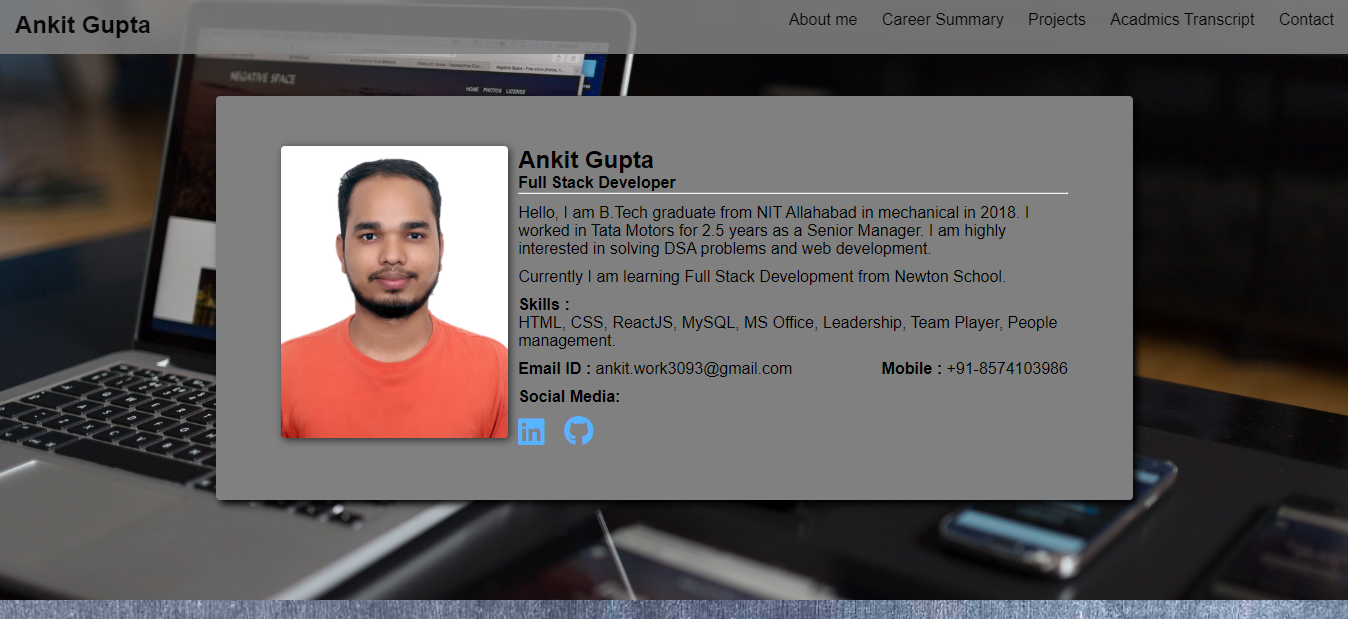 Ankit Gupta
About me Career Summary Projects Acadmics Transcript Contact
NEGATIVE SPACE
HOME PHOTOS LICENSE
Ankit Gupta
Full Stack Developer
Hello, I am B.Tech graduate from NIT Allahabad in mechanical in 2018. I
worked in Tata Motors for 2.5 years as a Senior Manager. I am highly
interested in solving DSA problems and web development.
Currently I am learning Full Stack Development from Newton School.
Skills :
HTML, CSS, ReactJS, MySQL, MS Office, Leadership, Team Player, People
management.
Email ID : ankit.work3093@gmail.com Mobile : +91-8574103986
Social Media:
in